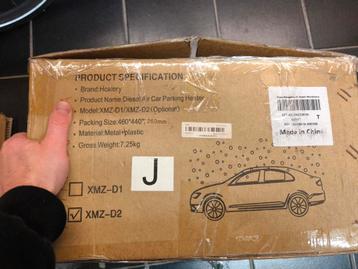 PRODUCT SPECIFICATION
Brand:Hcalory
Product Name:Diesel Air Car Parking Heater
Model:XMZ-D1/XMZ-D2(Optional)
Packing Size:460*440*260mm
Material:Metal+plastic
Gross Weight:7.25kg
Made in China
XMZ-D1
J
XMZ-D2